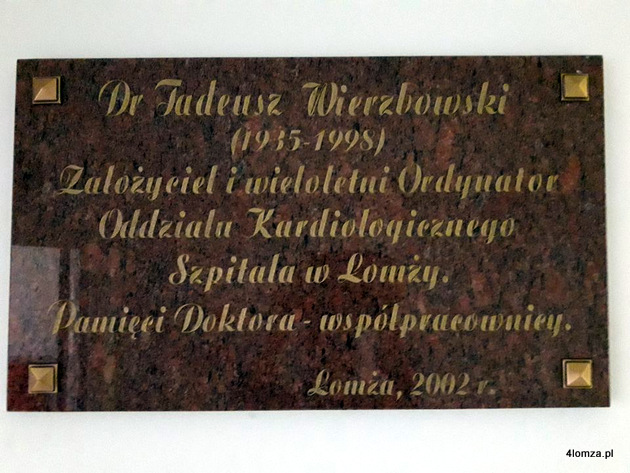 Dr Tadeusz Wierzbowski
(1935-1998)
Założyciel i wieloletni Ordynator
Oddziału Kardiologicznego
Szpitala w Łomży.
Pamięci Doktora - współpracownicy.
Łomża, 2002 r.
4lomza.pl